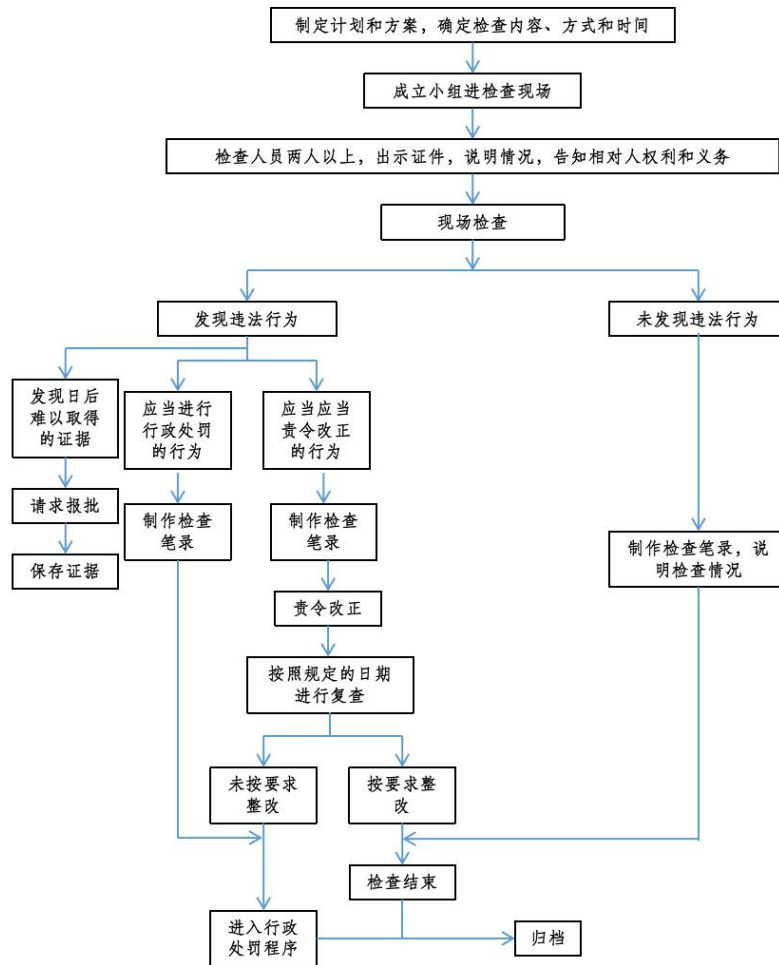 制定计划和方案，确定检查内容、方式和时间
成立小组进检查现场
检查人员两人以上，出示证件，说明情况，告知相对人权利和义务
现场检查
发现违法行为
未发现违法行为
发现日后
难以取得
的证据
应当进行
行政处罚
的行为
应当应当
责令改正
的行为
请求报批
制作检查
笔录
制作检查
笔录
保存证据
制作检查笔录，说
明检查情况
责令改正
按照规定的日期
进行复查
未按要求
整改
按要求整
改
检查结束
进入行政
处罚程序
归档